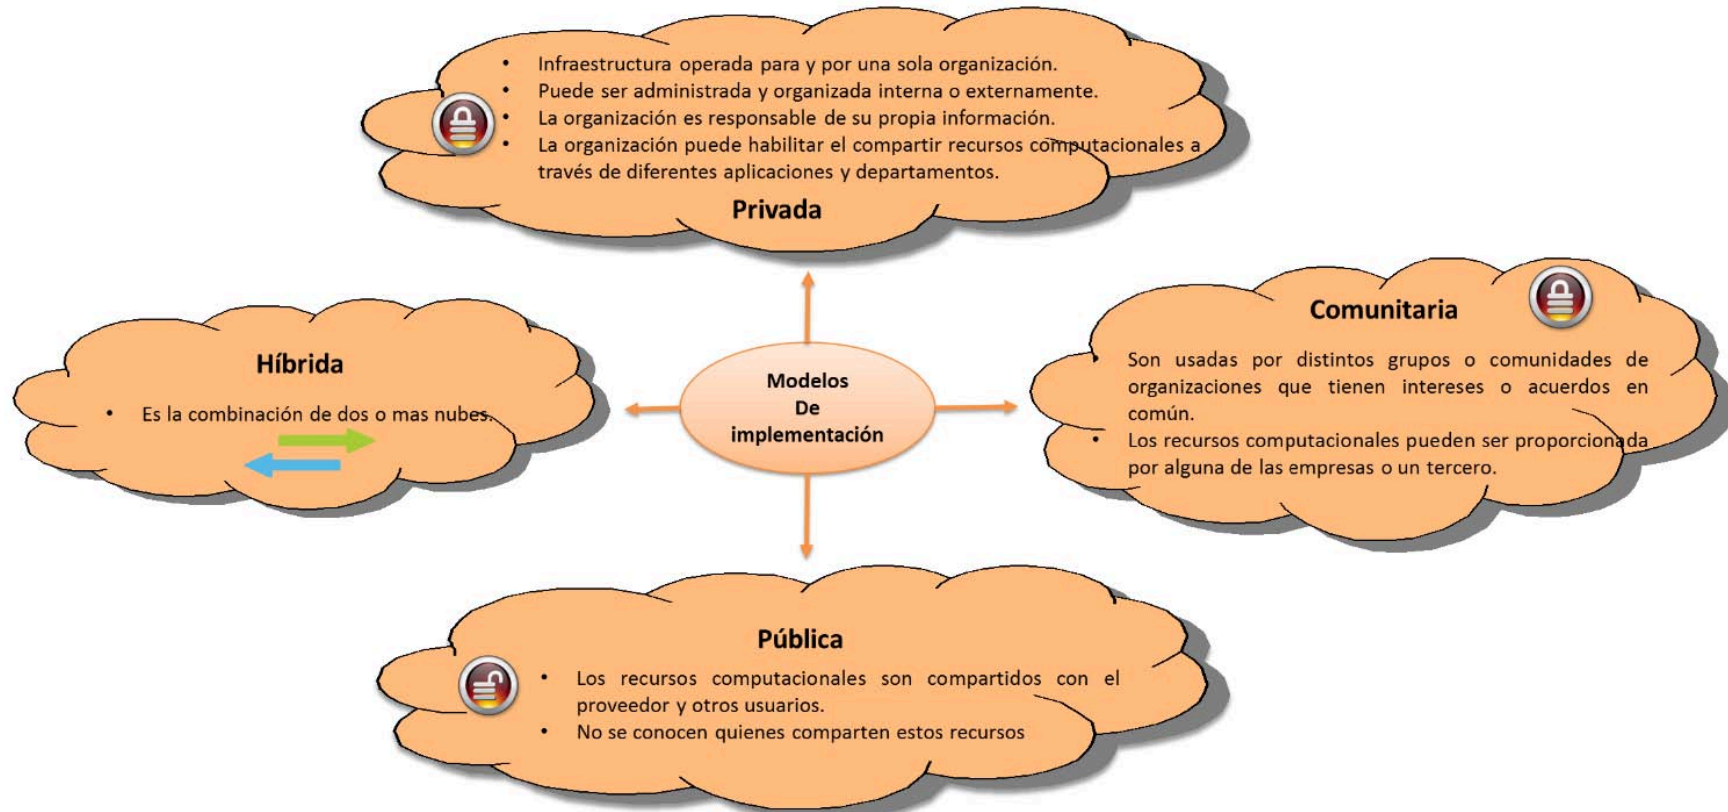 • Infraestructura operada para y por una sola organización.
• Puede ser administrada y organizada interna o externamente.
• La organización es responsable de su propia información.
• La organización puede habilitar el compartir recursos computacionales a
través de diferentes aplicaciones y departamentos.
Privada
Híbrida
• Es la combinación de dos o mas nubes.
Modelos
De
implementación
Comunitaria
• Son usadas por distintos grupos o comunidades de
organizaciones que tienen intereses o acuerdos en
común.
• Los recursos computacionales pueden ser proporcionada
por alguna de las empresas o un tercero.
Pública
• Los recursos computacionales son compartidos con el
proveedor y otros usuarios.
• No se conocen quienes comparten estos recursos